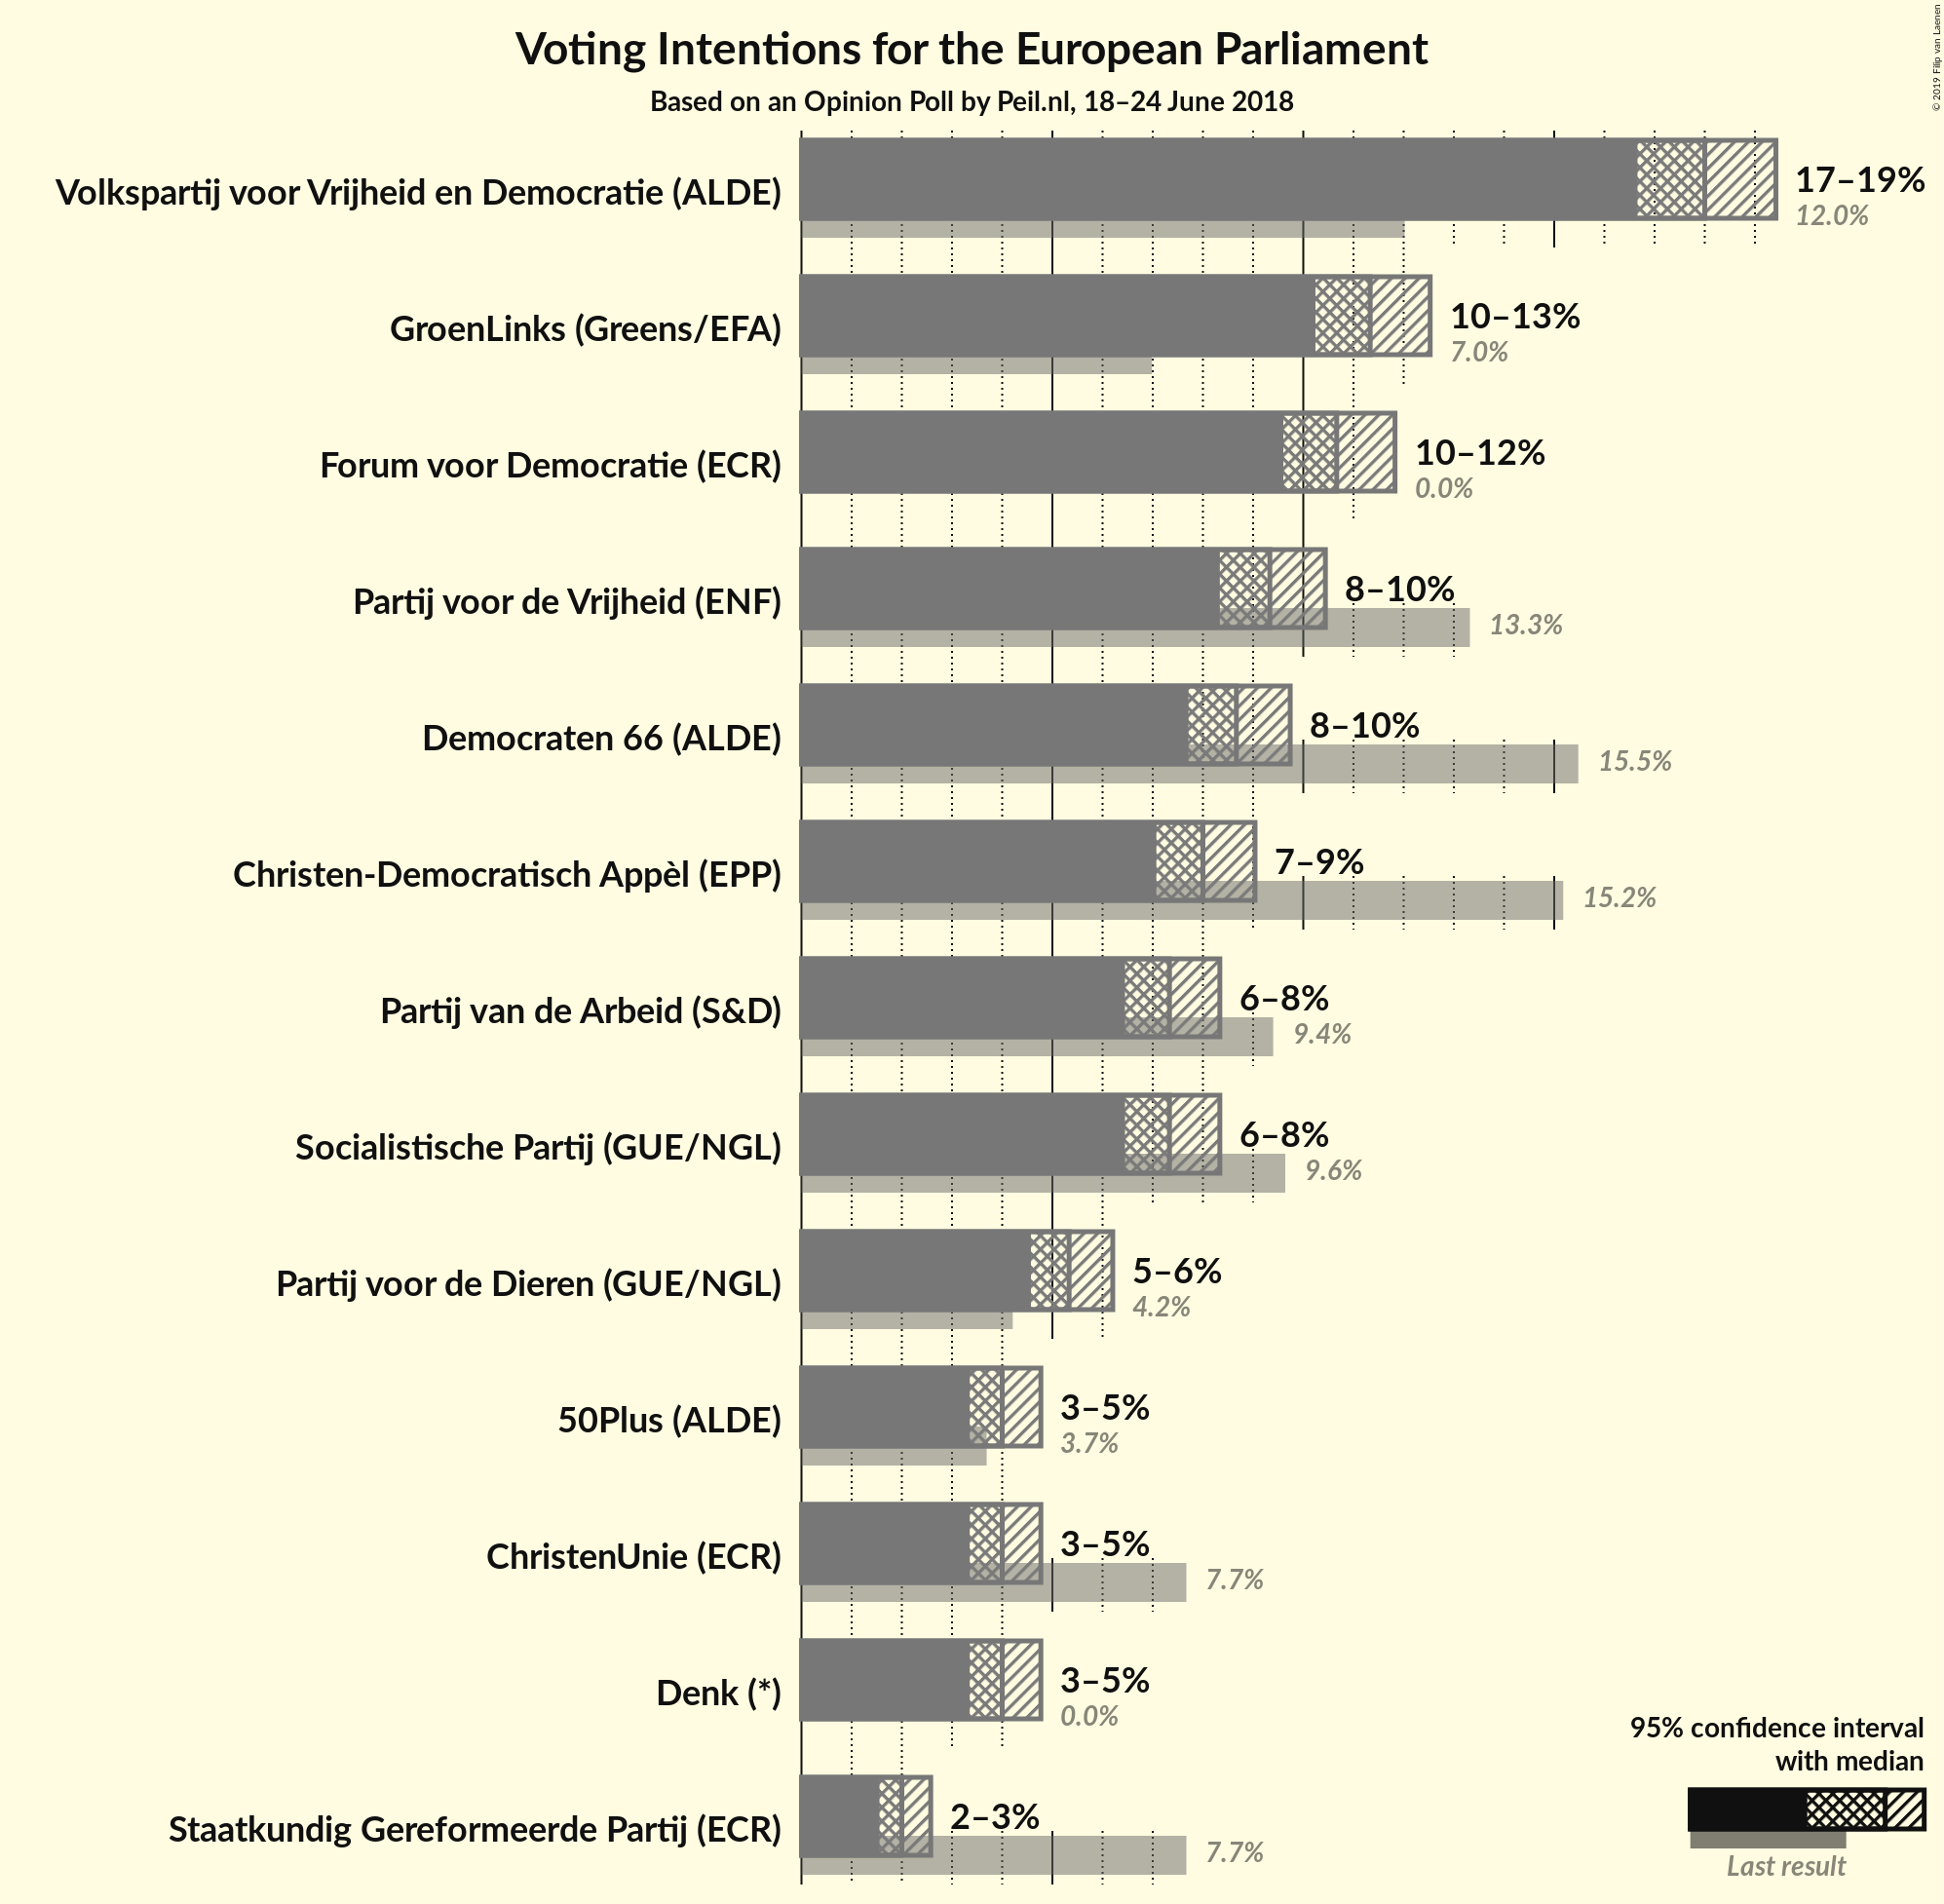 Voting Intentions for the European Parliament
Based on an Opinion Poll by Peil.nl, 18–24 June 2018
© 2019 Filip van Laenen
Volkspartij voor Vrijheid en Democratie (ALDE)
17–19%
12.0%
GroenLinks (Greens/EFA)
10–13%
7.0%
Forum voor Democratie (ECR)
10–12%
0.0%
Partij voor de Vrijheid (ENF)
8–10%
13.3%
Democraten 66 (ALDE)
8–10%
15.5%
Christen-Democratisch Appèl (EPP)
7–9%
15.2%
Partij van de Arbeid (S&D)
6–8%
9.4%
Socialistische Partij (GUE/NGL)
6–8%
9.6%
Partij voor de Dieren (GUE/NGL)
5–6%
4.2%
50Plus (ALDE)
3–5%
3.7%
ChristenUnie (ECR)
3–5%
7.7%
Denk (*)
3–5%
0.0%
Staatkundig Gereformeerde Partij (ECR)
2–3%
7.7%
95% confidence interval
with median
Last result